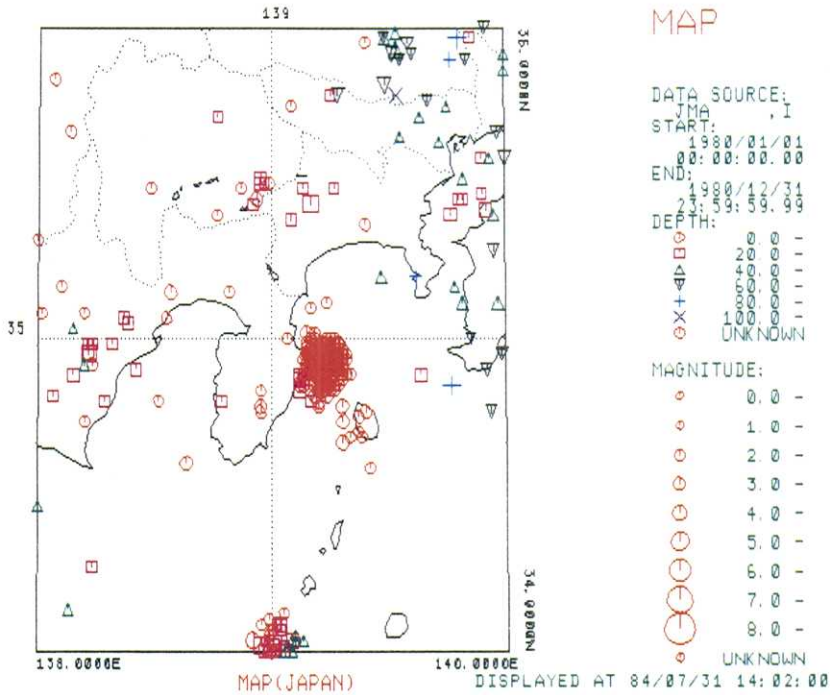 139
MAP
36.0000N
DATA SOURCE:
JMA , I
START:
1980/01/01
00:00:00.00
END:
1980/12/31
23:59:59.99
DEPTH:
0.0 -
20.0 -
40.0 -
60.0 -
80.0 -
100.0 -
UNKNOWN
35
MAGNITUDE:
0.0 -
1.0 -
2.0 -
3.0 -
4.0 -
5.0 -
6.0 -
7.0 -
8.0 -
UNKNOWN
34.0000N
138.0000E
140.0000E
MAP(JAPAN)
DISPLAYED AT 84/07/31 14:02:00